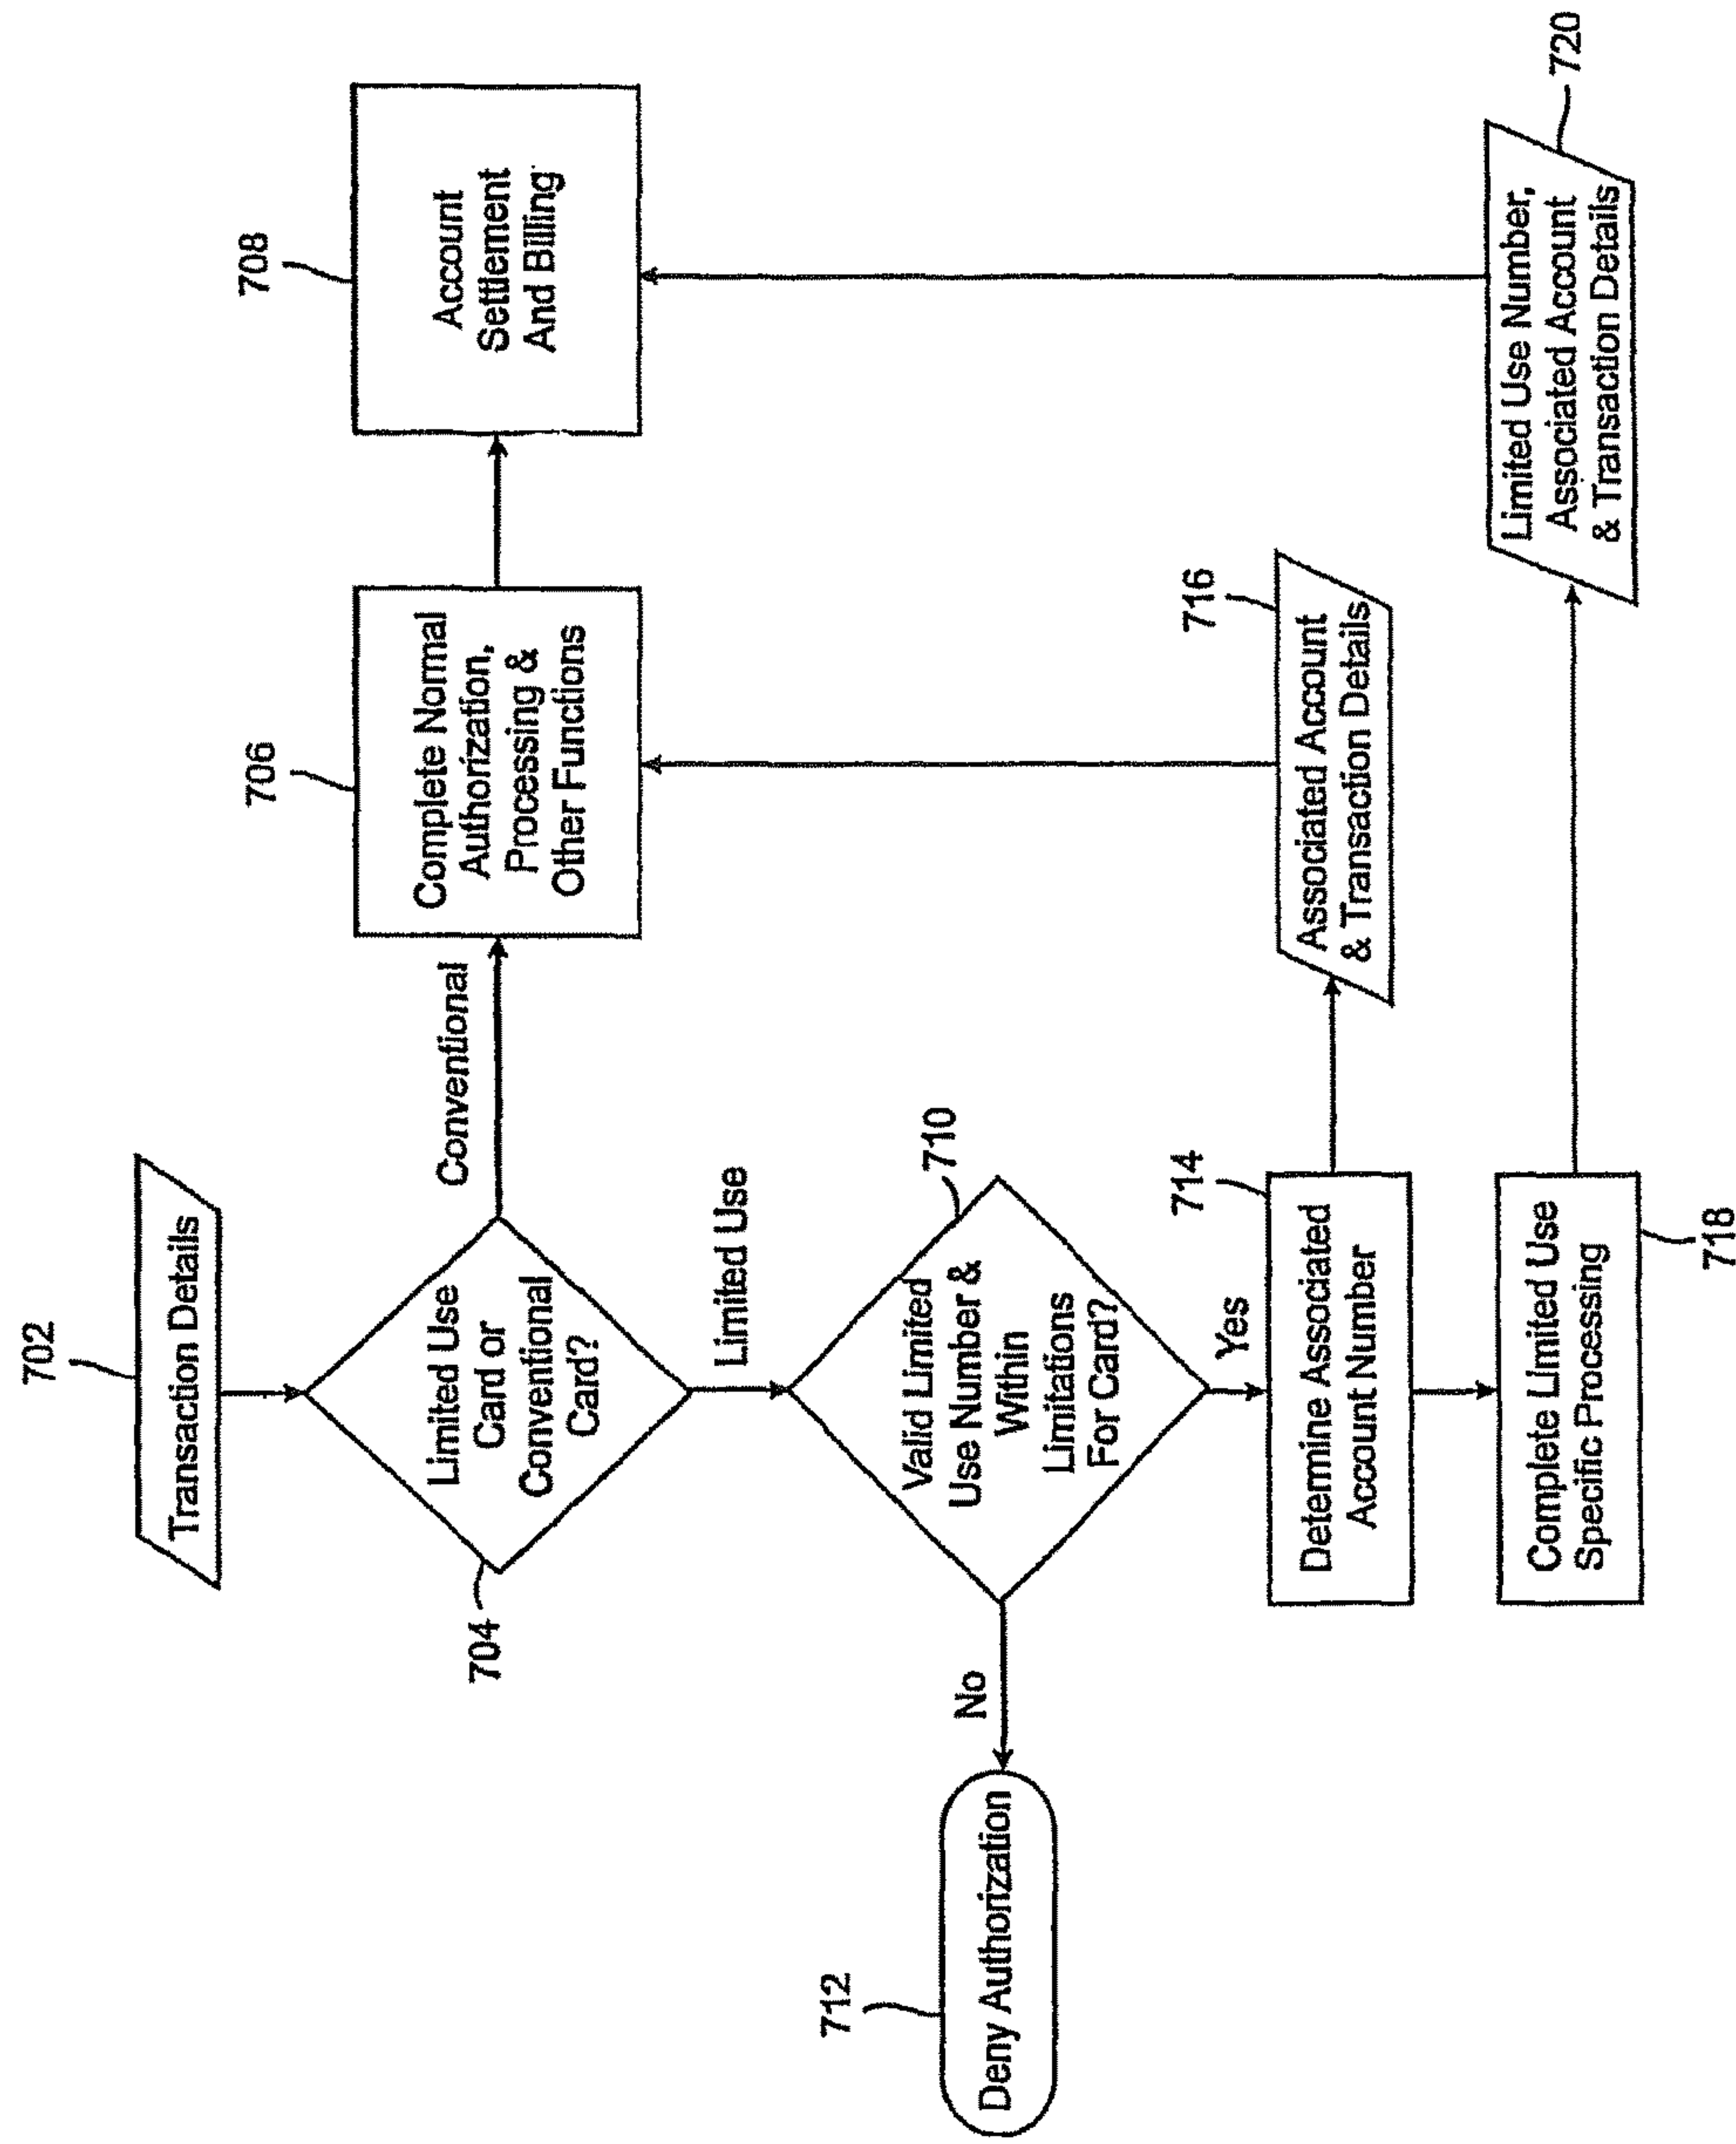 702
Transaction Details
704
Limited Use
Card or
Conventional
Card?
Conventional
706
Complete Normal
Authorization,
Processing &
Other Functions
708
Account
Settlement
And Billing
Limited Use
710
Valid Limited
Use Number &
Within
Limitations
For Card?
No
712
Deny Authorization
Yes
714
Determine Associated
Account Number
716
Associated Account
& Transaction Details
Complete Limited Use
Specific Processing
718
720
Limited Use Number,
Associated Account
& Transaction Details